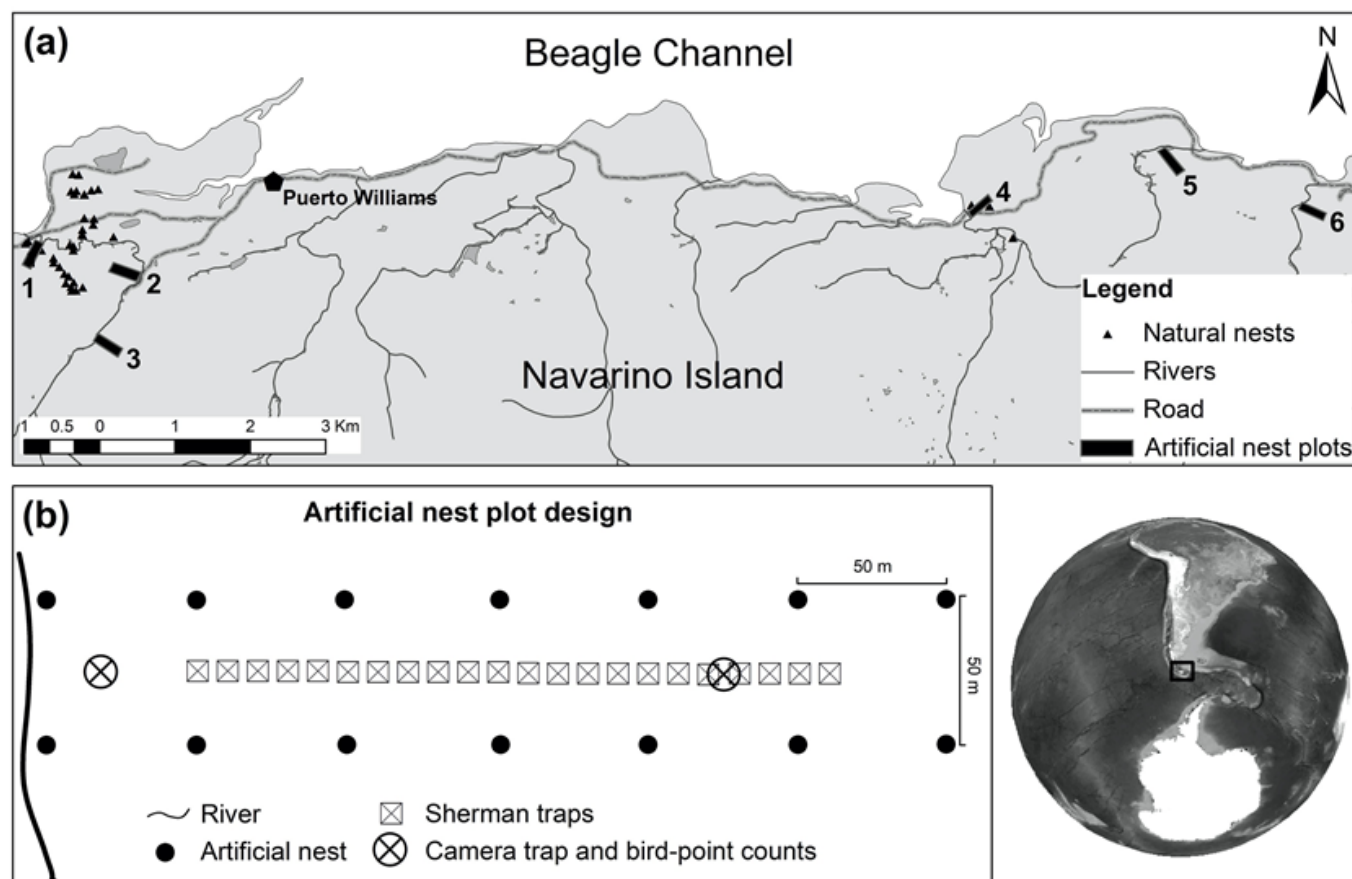 (a)
Beagle Channel
N
Puerto Williams
1
2
3
4
5
6
Navarino Island
Legend
Natural nests
Rivers
Road
Artificial nest plots
1 0.5 0 1 2 3 Km
(b)
Artificial nest plot design
50 m
50 m
River
Sherman traps
Artificial nest
Camera trap and bird-point counts